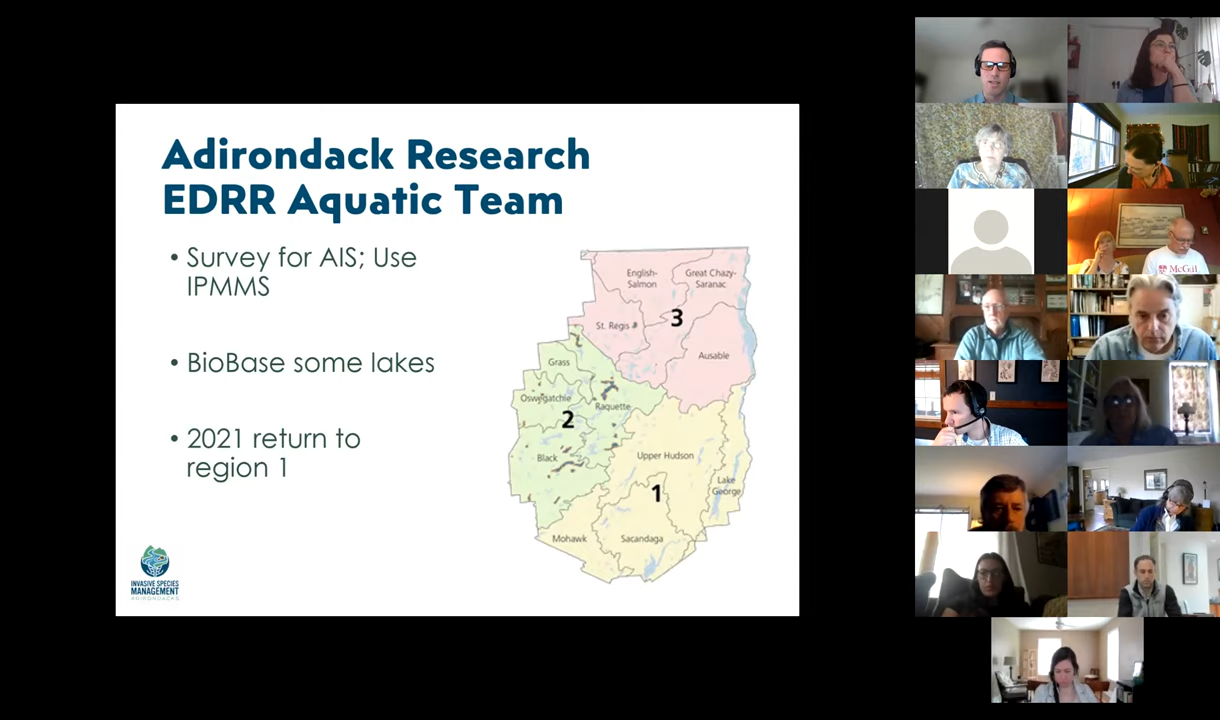 Adirondack Research
EDRR Aquatic Team
• Survey for AIS; Use
IPMMS
• BioBase some lakes
• 2021 return to
region 1
English-
Salmon
Great Chazy-
Saranac
St. Regis
3
Ausable
Grass
Oswegatchie
Raquette
2
Black
Upper Hudson
1
Lake
George
Mohawk
Sacandaga
INVASIVE SPECIES
MANAGEMENT
ADIRONDACKS
McGill